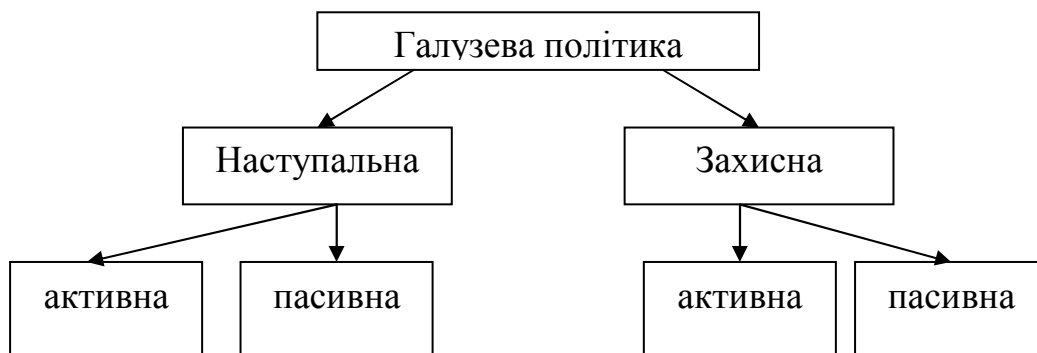 Галузева політика
Наступальна
Захисна
активна
пасивна
активна
пасивна